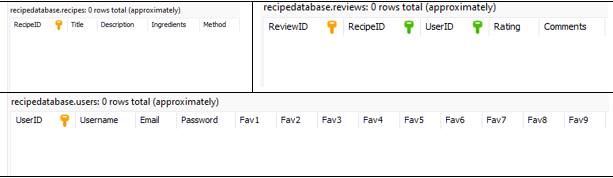 recipedatabase.recipes: 0 rows total (approximately)
RecipeID Title Description Ingredients Method
recipedatabase.reviews: 0 rows total (approximately)
ReviewID RecipeID UserID Rating Comments
recipedatabase.users: 0 rows total (approximately)
UserID Username Email Password Fav1 Fav2 Fav3 Fav4 Fav5 Fav6 Fav7 Fav8 Fav9